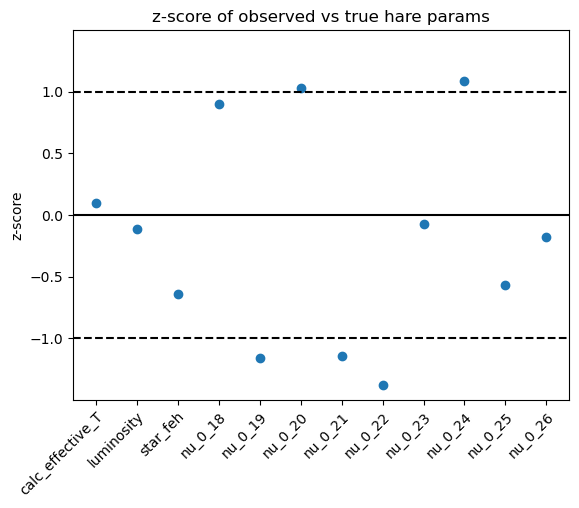 z-score of observed vs true hare params
z-score
1.0
0.5
0.0
−0.5
−1.0
calc_effective_T
luminosity
star_feh
nu_0_18
nu_0_19
nu_0_20
nu_0_21
nu_0_22
nu_0_23
nu_0_24
nu_0_25
nu_0_26